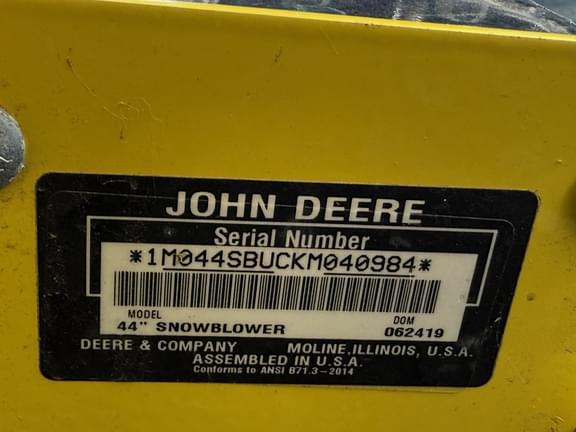 JOHN DEERE
Serial Number
*1M044SBUCKM040984*
MODEL DOM
44" SNOWBLOWER 062419
DEERE & COMPANY MOLINE, ILLINOIS, U.S.A.
ASSEMBLED IN U.S.A.
Conforms to ANSI B71.3-2014